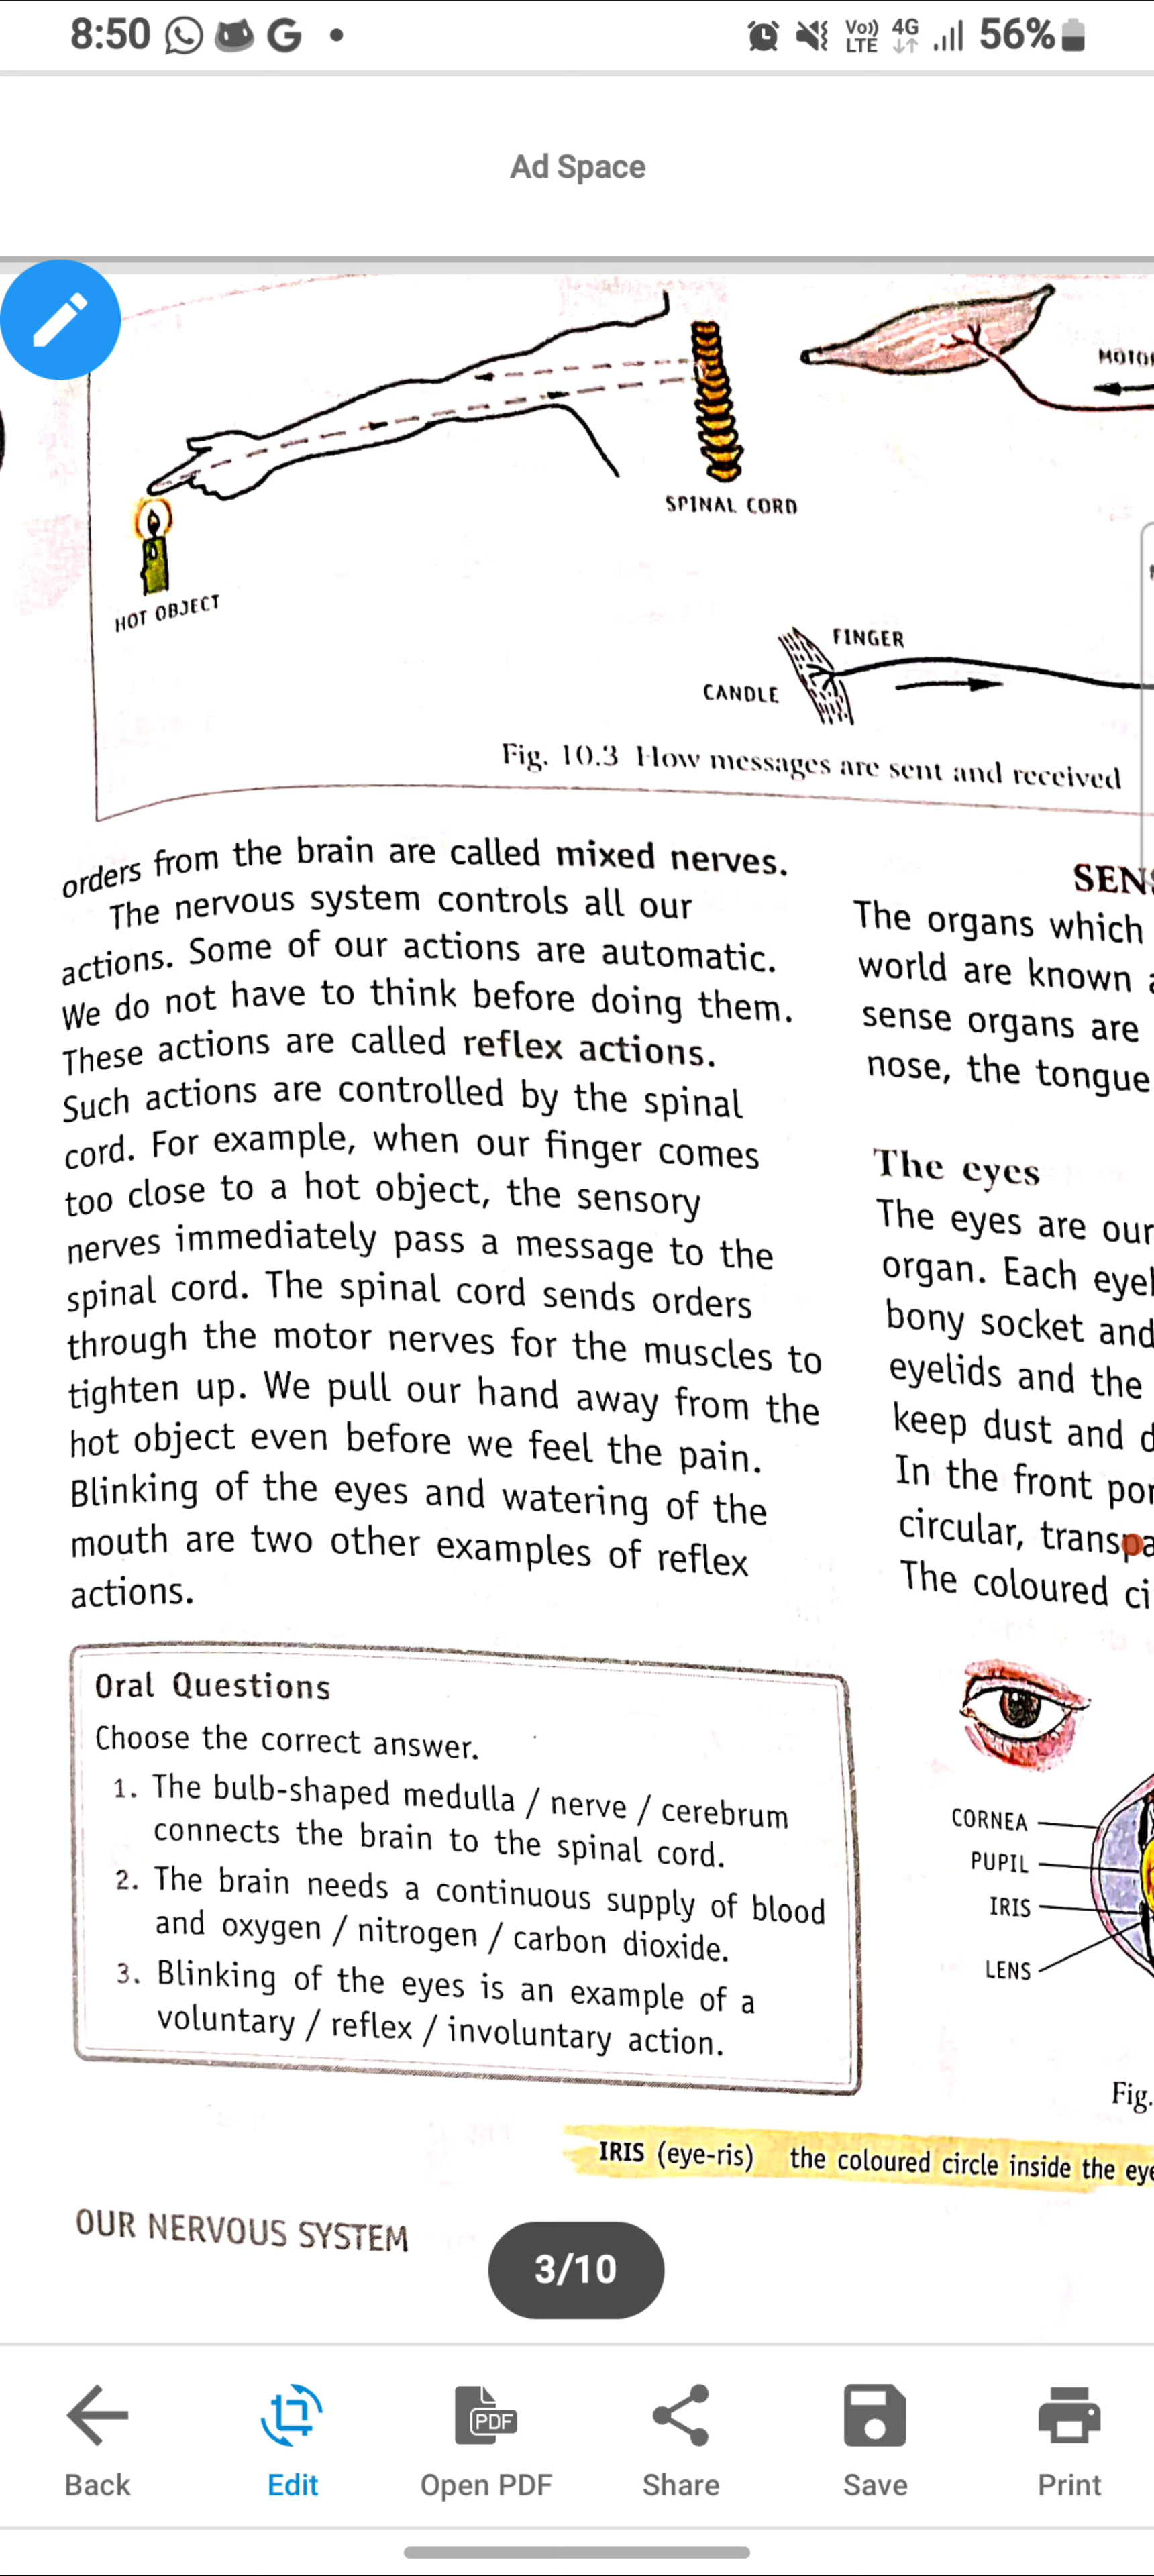 8:50
Vo)) LTE 4G 56%
Ad Space
MOTO
SPINAL CORD
HOT OBJECT
FINGER
CANDLE
Fig. 10.3 How messages are sent and received
orders from the brain are called mixed nerves.
The nervous system controls all our
actions. Some of our actions are automatic.
We do not have to think before doing them.
These actions are called reflex actions.
Such actions are controlled by the spinal
cord. For example, when our finger comes
too close to a hot object, the sensory
nerves immediately pass a message to the
spinal cord. The spinal cord sends orders
through the motor nerves for the muscles to
tighten up. We pull our hand away from the
hot object even before we feel the pain.
Blinking of the eyes and watering of the
mouth are two other examples of reflex
actions.
Oral Questions
Choose the correct answer.
1. The bulb-shaped medulla / nerve / cerebrum
connects the brain to the spinal cord.
2. The brain needs a continuous supply of blood
and oxygen / nitrogen / carbon dioxide.
3. Blinking of the eyes is an example of a
voluntary / reflex / involuntary action.
SEN
The organs which
world are known
sense organs are
nose, the tongue
The eyes
The eyes are our
organ. Each eye
bony socket and
eyelids and the
keep dust and
In the front por
circular, transpa
The coloured ci
CORNEA
PUPIL
IRIS
LENS
Fig.
IRIS (eye-ris) the coloured circle inside the eye
OUR NERVOUS SYSTEM
3/10
Back Edit Open PDF Share Save Print